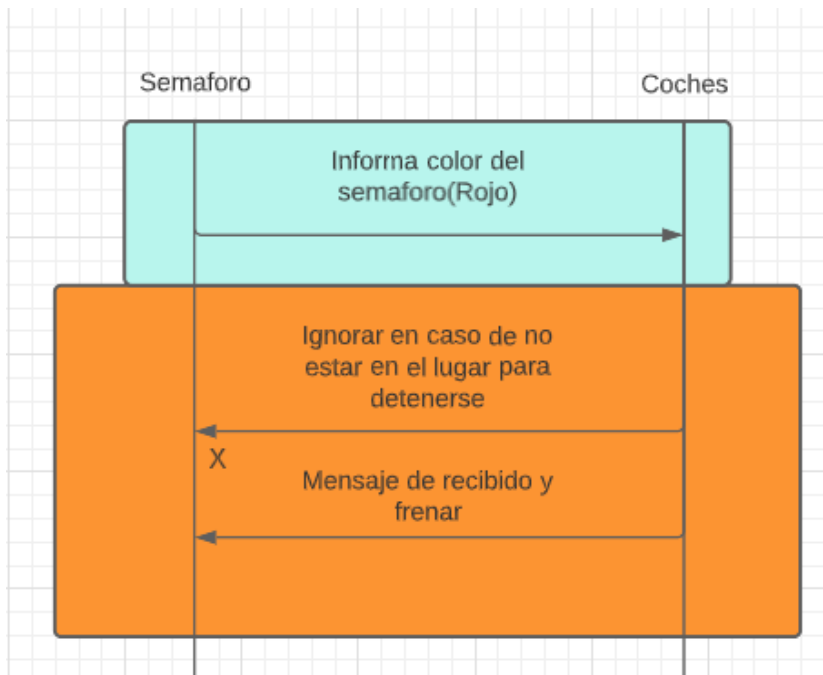 Semaforo
Coches
Informa color del
semaforo(Rojo)
Ignorar en caso de no
estar en el lugar para
detenerse
X
Mensaje de recibido y
frenar